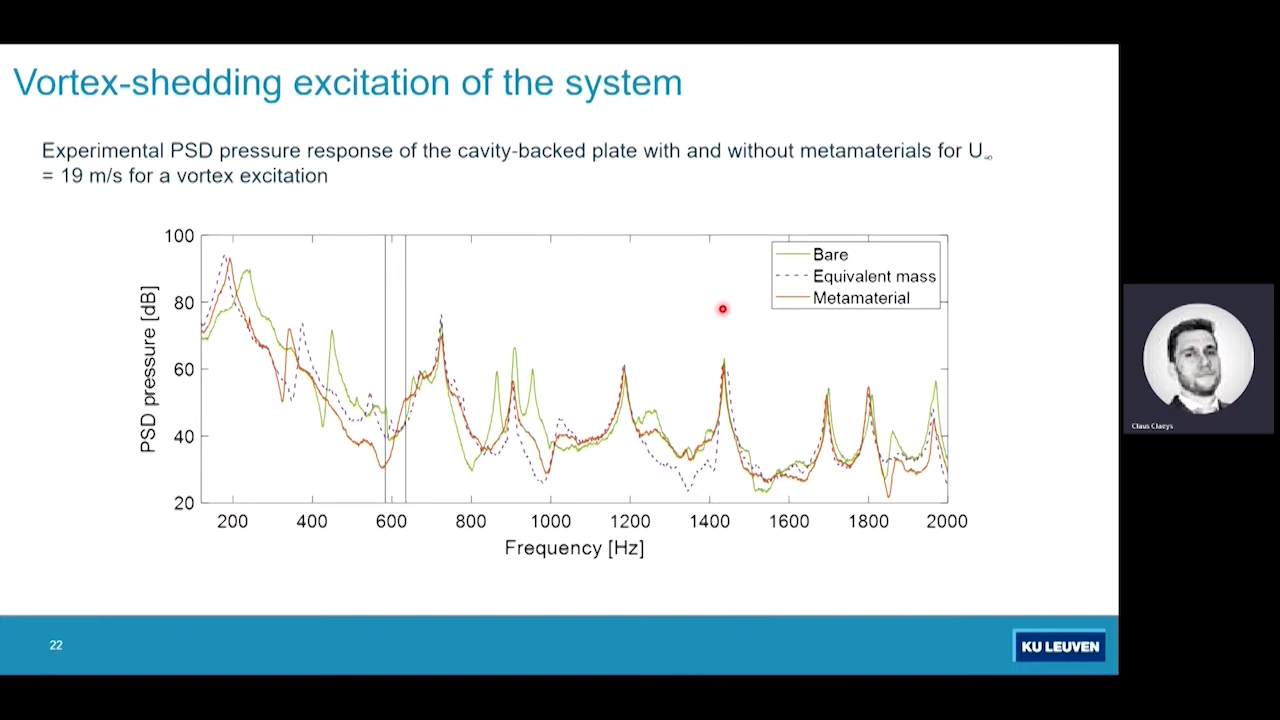 Vortex-shedding excitation of the system
Experimental PSD pressure response of the cavity-backed plate with and without metamaterials for U∞
= 19 m/s for a vortex excitation
100
80
60
40
20
PSD pressure [dB]
Bare
Equivalent mass
Metamaterial
200 400 600 800 1000 1200 1400 1600 1800 2000
Frequency [Hz]
Claus Claeys
22
KU LEUVEN